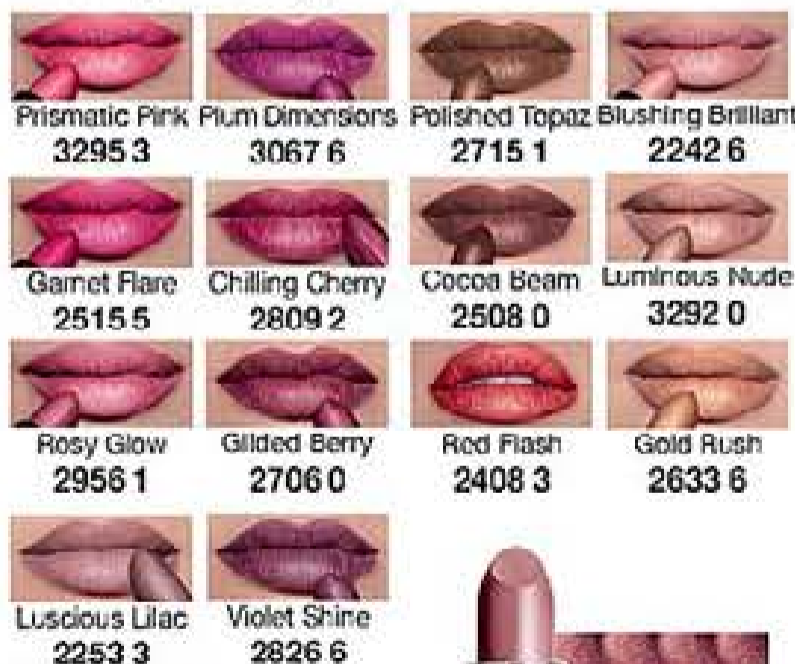 Prismatic Pink Plum Dimensions Polished Topaz Blushing Brilliant
3295 3 3067 6 2715 1 2242 6
Garnet Flare Chilling Cherry Cocoa Beam Luminous Nude
2515 5 2809 2 2508 0 3292 0
Rosy Glow Gilded Berry Red Flash Gold Rush
2956 1 2706 0 2408 3 2633 6
Luscious Lilac Violet Shine
2253 3 2826 6